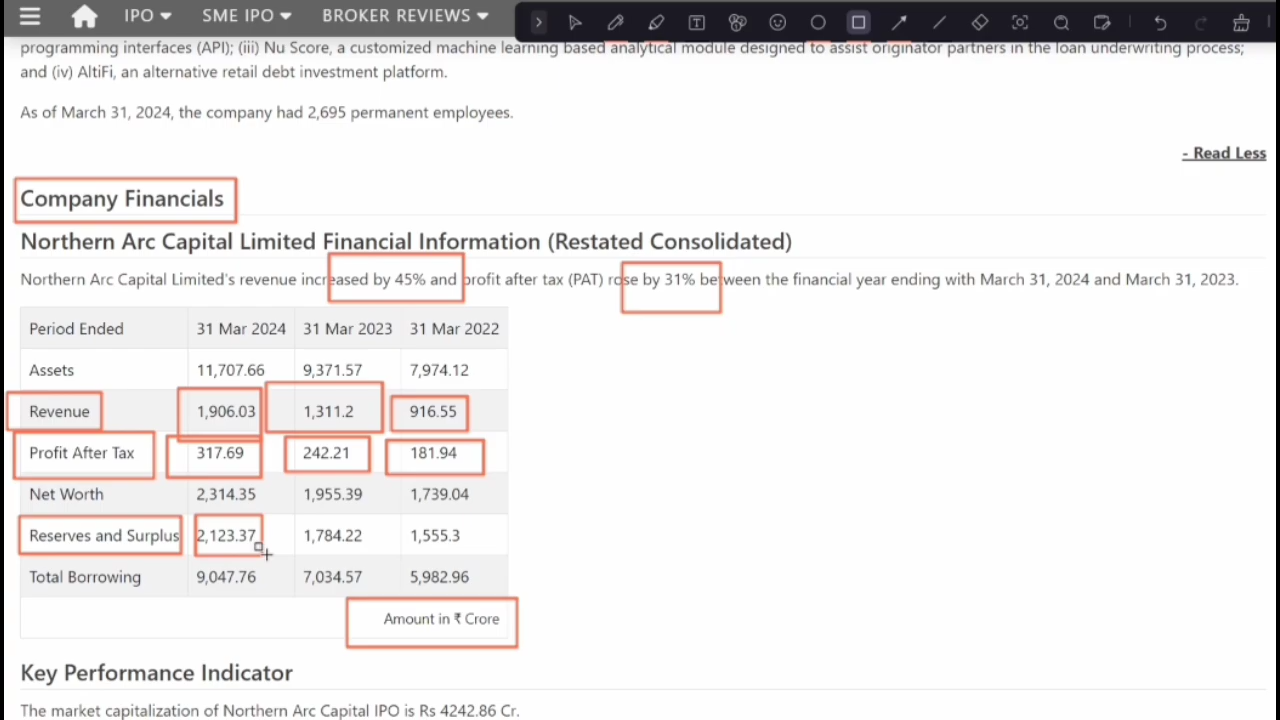 IPO SME IPO BROKER REVIEWS
programming interfaces (API); (iii) Nu Score, a customized machine learning based analytical module designed to assist originator partners in the loan underwriting process;
and (iv) AltiFi, an alternative retail debt investment platform.
As of March 31, 2024, the company had 2,695 permanent employees.
- Read Less
Company Financials
Northern Arc Capital Limited Financial Information (Restated Consolidated)
Northern Arc Capital Limited's revenue increased by 45% and profit after tax (PAT) rose by 31% between the financial year ending with March 31, 2024 and March 31, 2023.
Period Ended 31 Mar 2024 31 Mar 2023 31 Mar 2022
Assets 11,707.66 9,371.57 7,974.12
Revenue 1,906.03 1,311.2 916.55
Profit After Tax 317.69 242.21 181.94
Net Worth 2,314.35 1,955.39 1,739.04
Reserves and Surplus 2,123.37 1,784.22 1,555.3
Total Borrowing 9,047.76 7,034.57 5,982.96
Amount in ₹ Crore
Key Performance Indicator
The market capitalization of Northern Arc Capital IPO is Rs 4242.86 Cr.